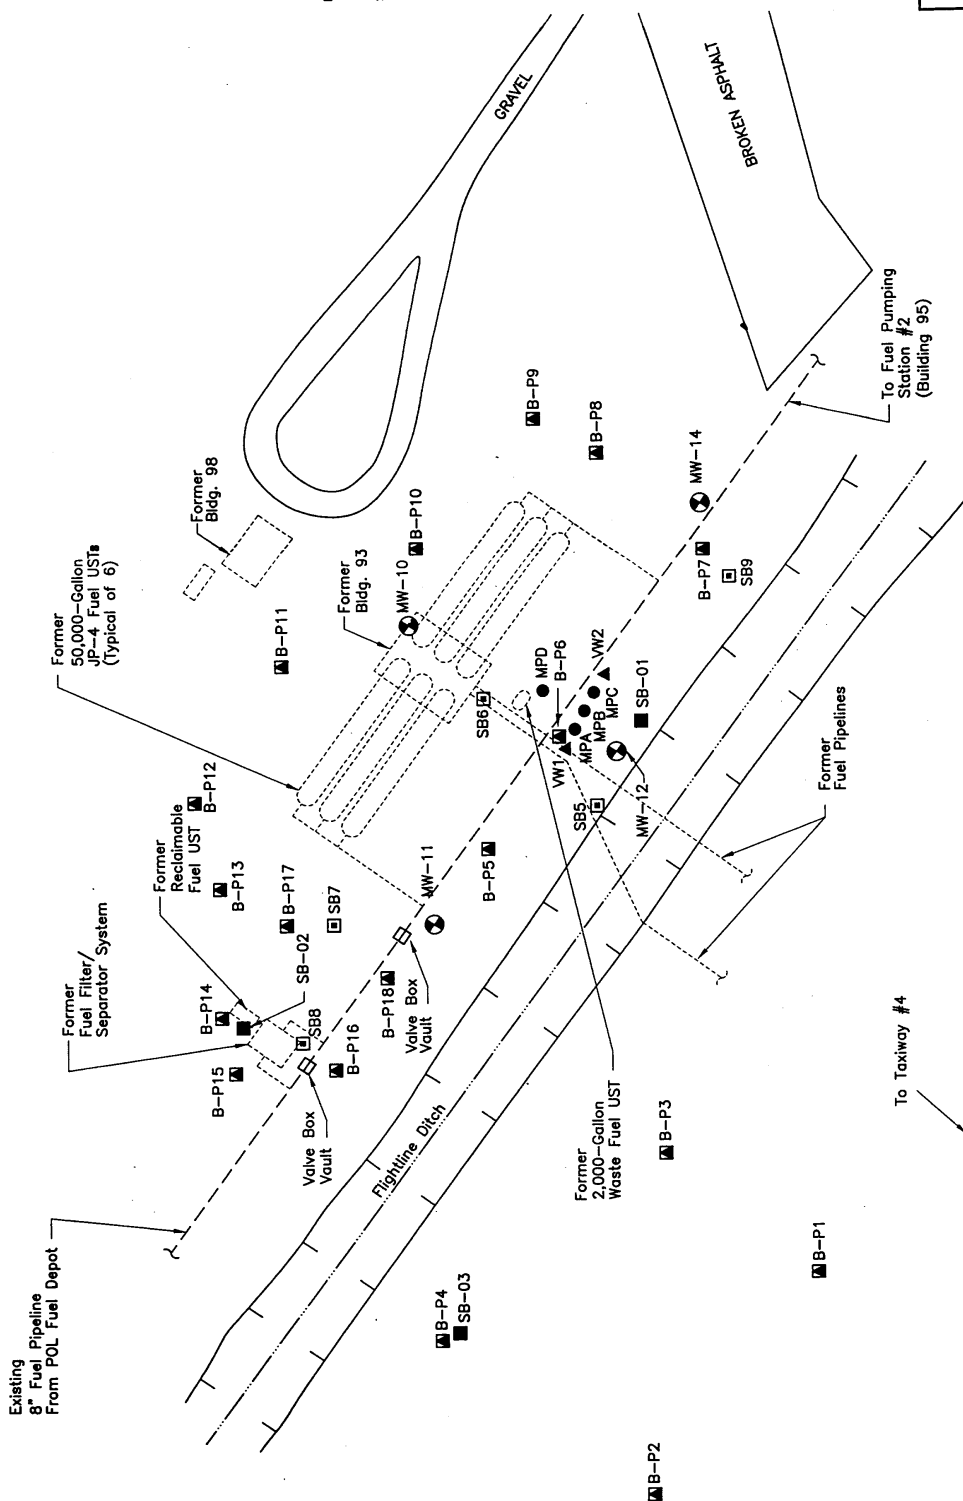 Existing
8" Fuel Pipeline
From POL Fuel Depot
Former
Fuel Filter/
Separator System
Former
Reclaimable
Fuel UST
Former
50,000-Gallon
JP-4 Fuel USTs
(Typical of 6)
Former
Bldg. 98
GRAVEL
BROKEN ASPHALT
B-P15
B-P14
SB-02
B-P13
B-P12
B-P11
Former
Bldg. 93
MW-10
B-P10
B-P9
B-P8
B-P17
SB7
SB8
B-P16
Valve Box
Vault
B-P18
Valve Box
Vault
MW-11
B-P5
SB6
MPD
B-P6
VW1
MPA
MPB
MPC
VW2
SB-01
SB5
MW-12
B-P7
SB9
MW-14
To Fuel Pumping
Station #2
(Building 95)
Flightline Ditch
Former
2,000-Gallon
Waste Fuel UST
Former
Fuel Pipelines
B-P4
SB-03
B-P3
B-P2
B-P1
To Taxiway #4